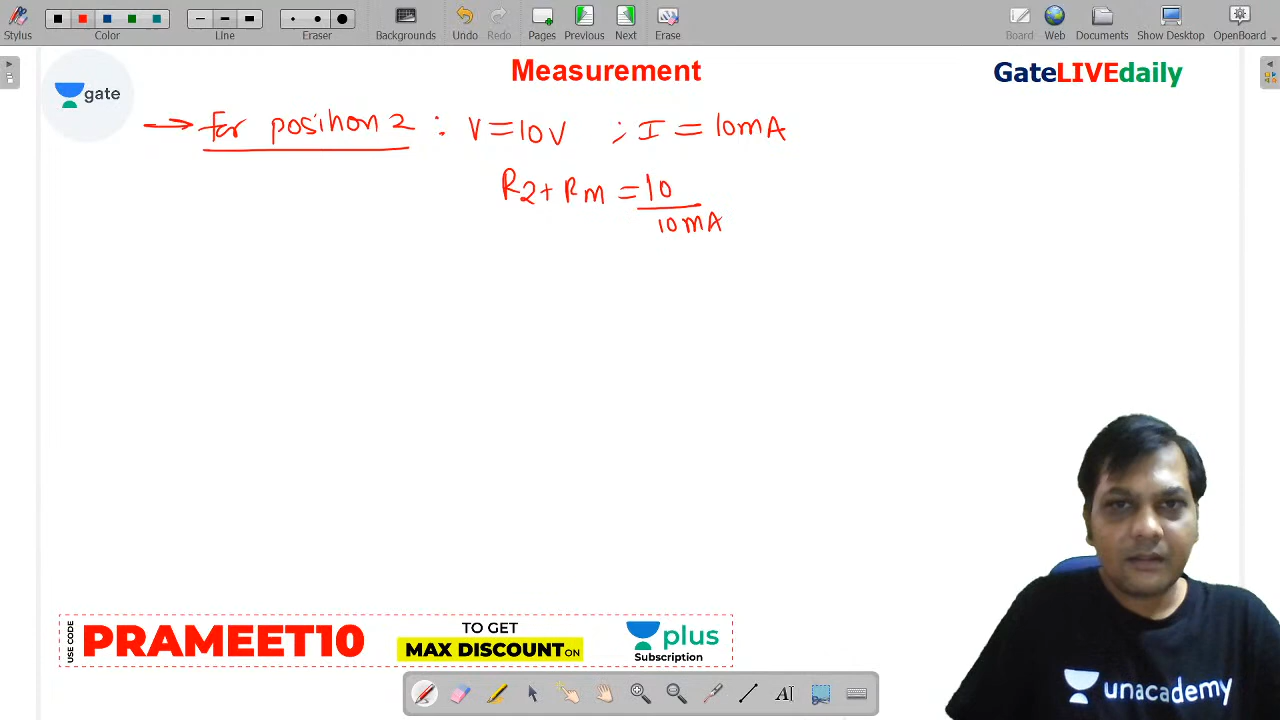 Stylus
Color
Line
Eraser
Backgrounds
Undo
Redo
Pages
Previous
Next
Erase
Board
Web
Documents
Show Desktop
OpenBoard
gate
Measurement
GateLIVEdaily
→ For position 2 : V = 10V ; I = 10mA
R2 + Rm = 10
10mA
USE CODE
PRAMEET10
TO GET
MAX DISCOUNT ON
plus
Subscription
unacademy